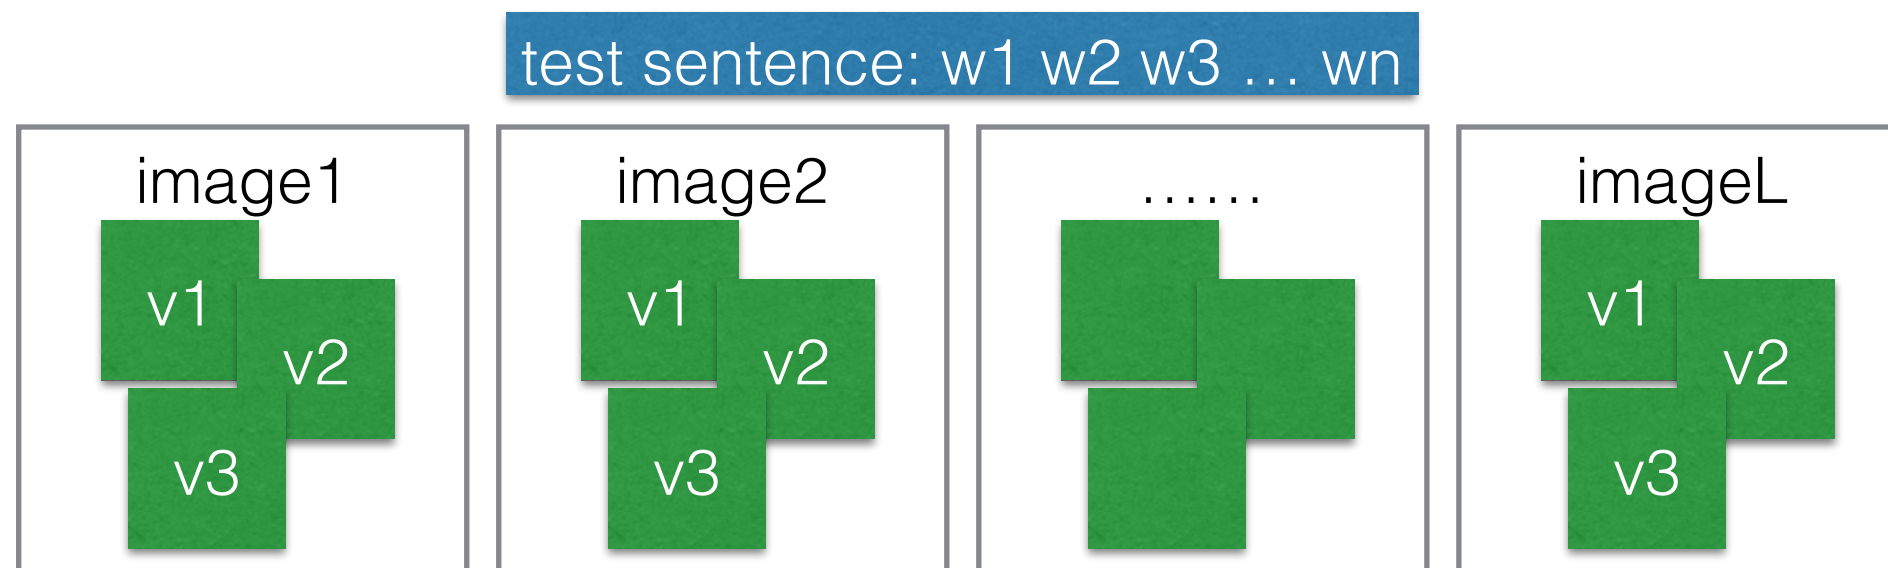 test sentence: w1 w2 w3 … wn
image1
v1
v2
v3
image2
v1
v2
v3
……
imageL
v1
v2
v3